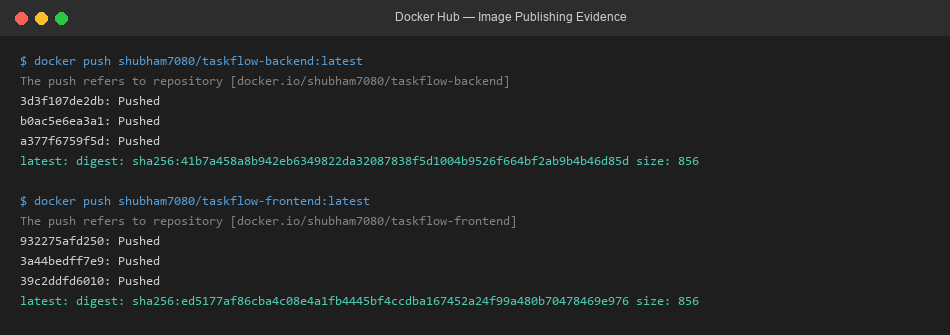 Docker Hub — Image Publishing Evidence
$ docker push shubham7080/taskflow-backend:latest
The push refers to repository [docker.io/shubham7080/taskflow-backend]
3d3f107de2db: Pushed
b0ac5e6ea3a1: Pushed
a377f6759f5d: Pushed
latest: digest: sha256:41b7a458a8b942eb6349822da32087838f5d1004b9526f664bf2ab9b4b46d85d size: 856
$ docker push shubham7080/taskflow-frontend:latest
The push refers to repository [docker.io/shubham7080/taskflow-frontend]
932275afd250: Pushed
3a44bedff7e9: Pushed
39c2ddfd6010: Pushed
latest: digest: sha256:ed5177af86cba4c08e4a1fb4445bf4ccdba167452a24f99a480b70478469e976 size: 856